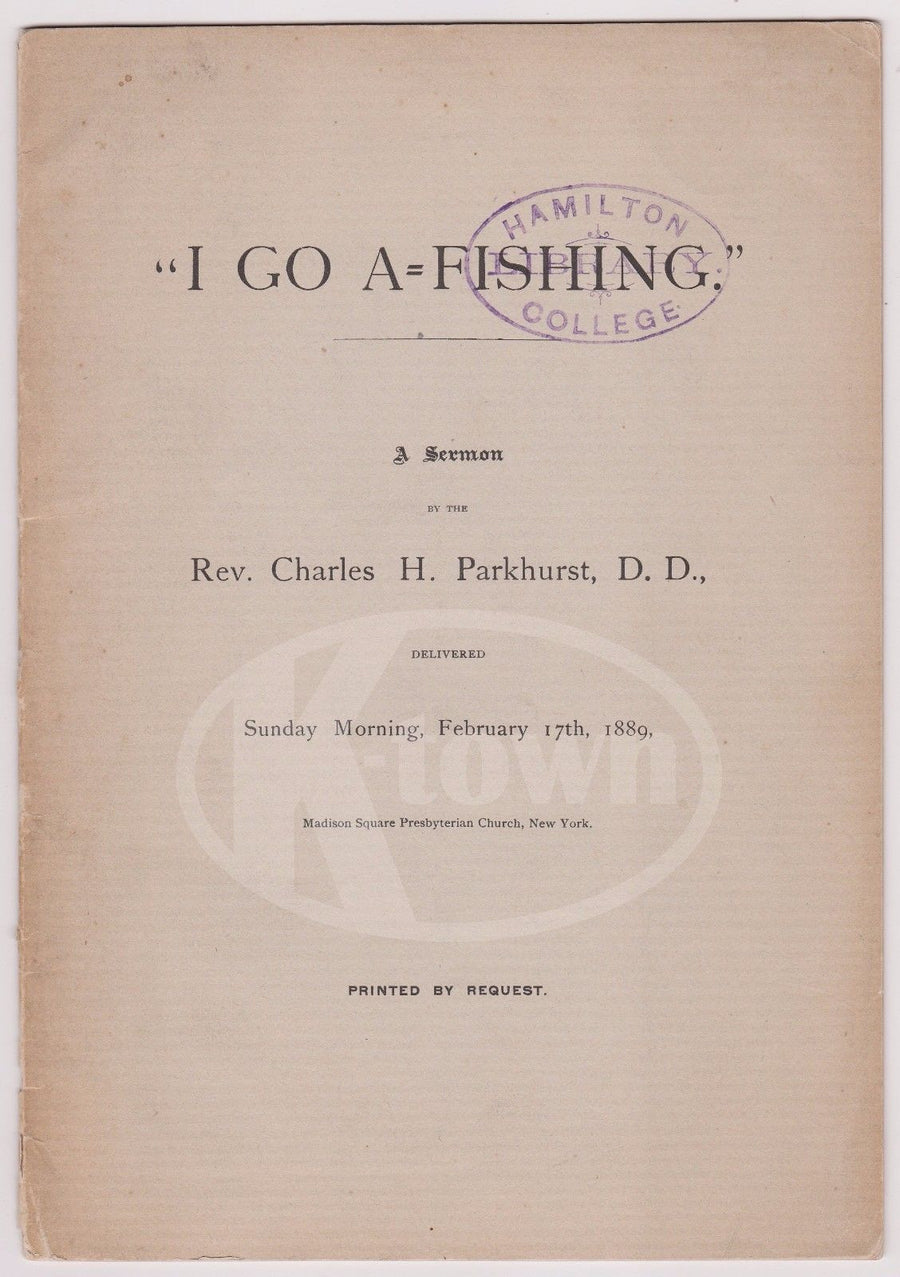 HAMILTON
LIBRARY.
COLLEGE
“I GO A=FISHING.”
A Sermon
BY THE
Rev. Charles H. Parkhurst, D. D.,
DELIVERED
Sunday Morning, February 17th, 1889,
K-town
Madison Square Presbyterian Church, New York.
PRINTED BY REQUEST.